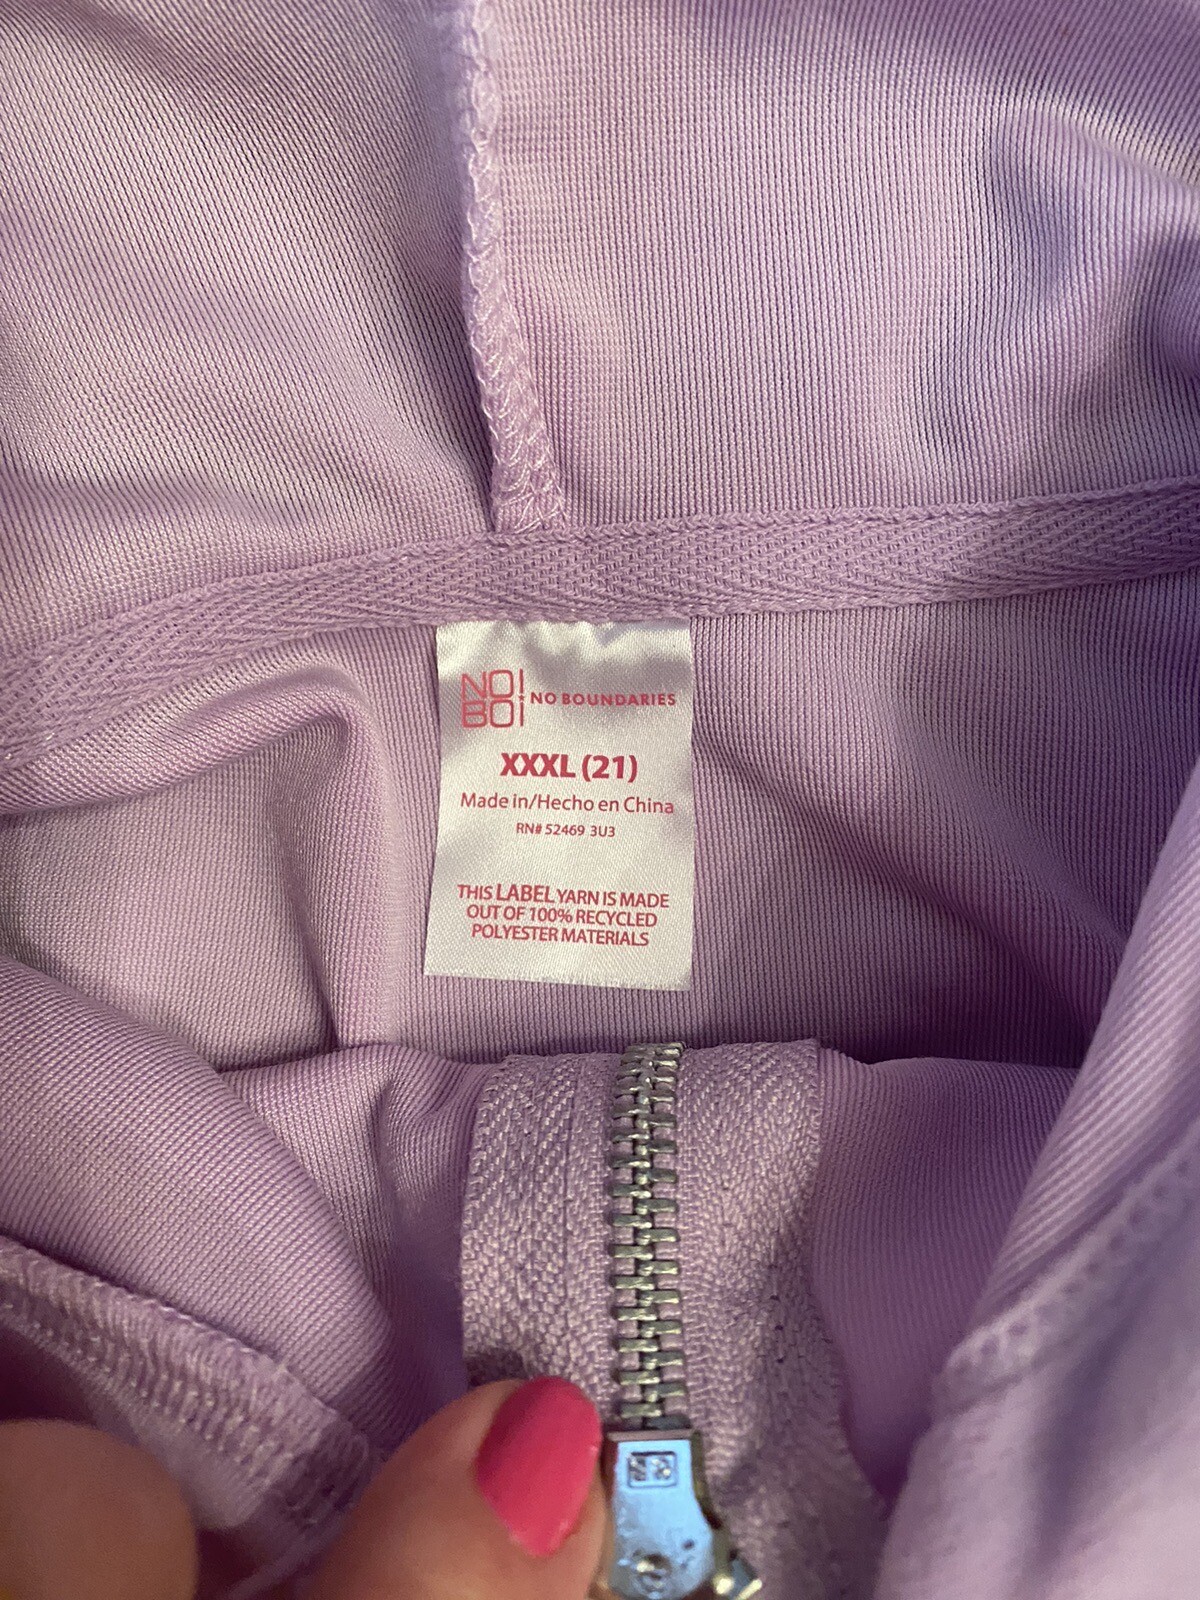 NO!
BO!
NO BOUNDARIES
XXXL (21)
Made in/Hecho en China
RN# 52469 3U3
THIS LABEL YARN IS MADE
OUT OF 100% RECYCLED
POLYESTER MATERIALS